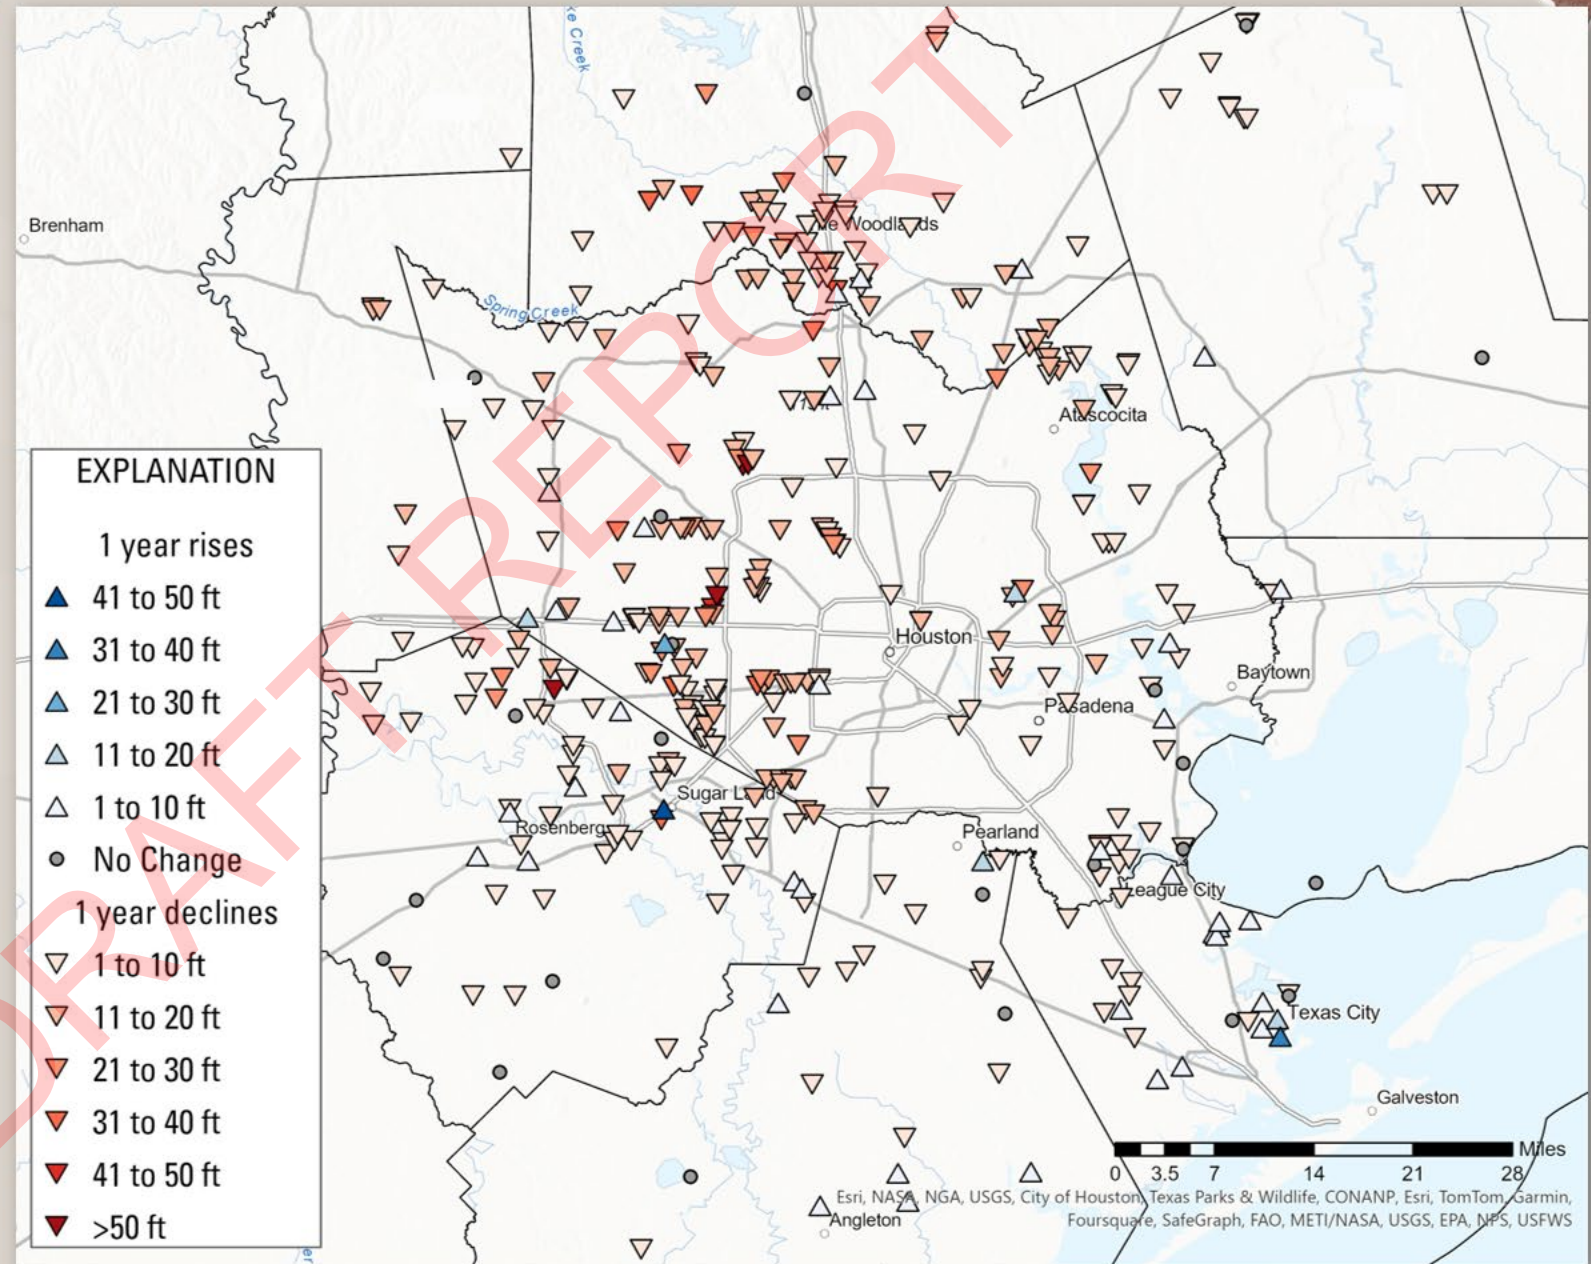 ke Creek
Brenham
The Woodlands
Spring Creek
Atascocita
EXPLANATION
1 year rises
41 to 50 ft
31 to 40 ft
21 to 30 ft
11 to 20 ft
1 to 10 ft
No Change
1 year declines
1 to 10 ft
11 to 20 ft
21 to 30 ft
31 to 40 ft
41 to 50 ft
>50 ft
DRAFT REPORT
Houston
Baytown
Pasadena
Sugar Land
Rosenberg
Pearland
League City
Texas City
Galveston
Miles
0 3.5 7 14 21 28
Esri, NASA, NGA, USGS, City of Houston, Texas Parks & Wildlife, CONANP, Esri, TomTom, Garmin,
Foursquare, SafeGraph, FAO, METI/NASA, USGS, EPA, NPS, USFWS
Angleton